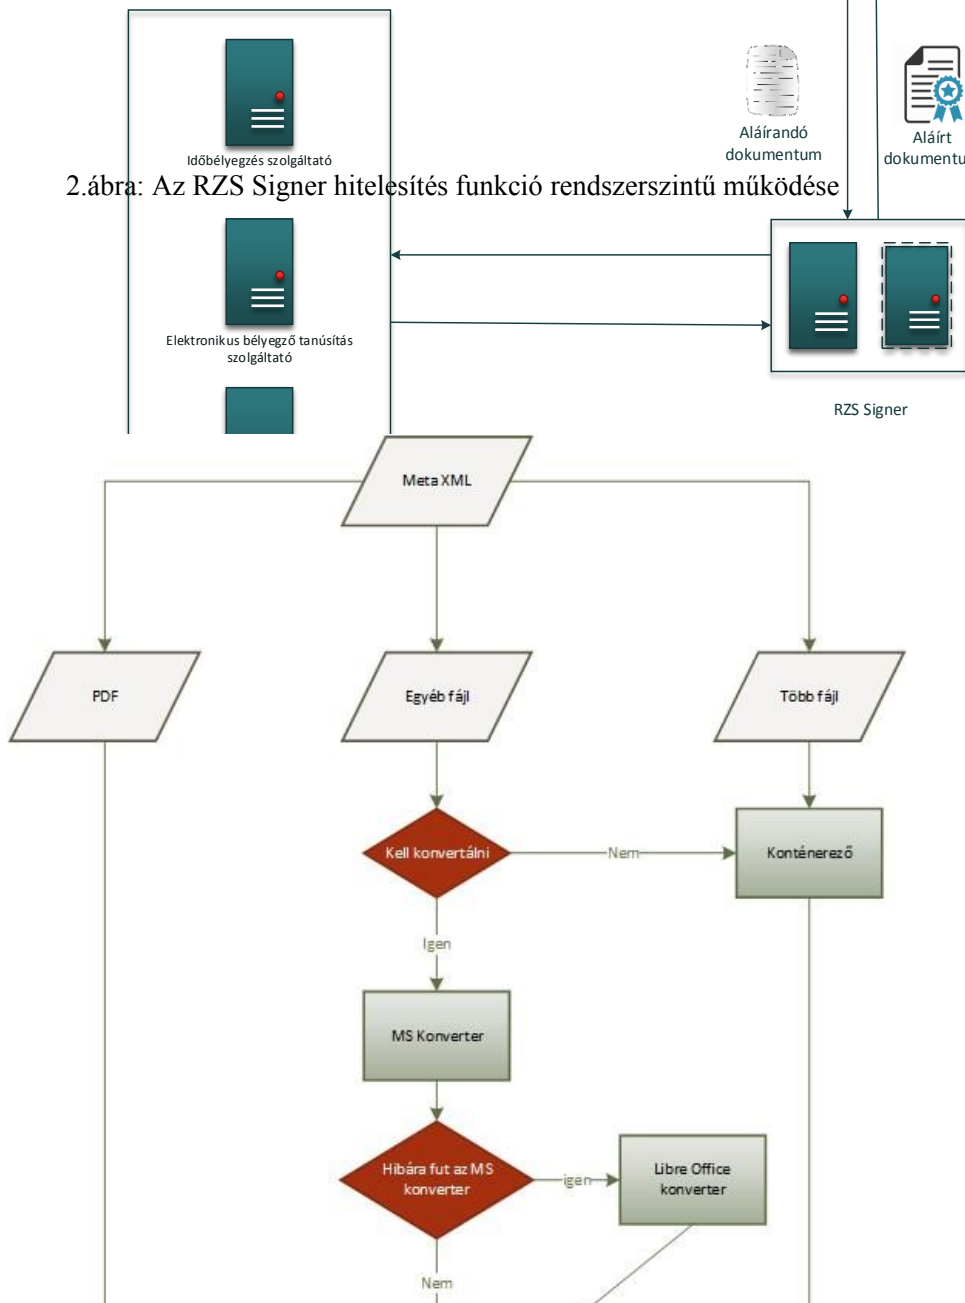 Időbélyegzés szolgáltató
Aláírandó
dokumentum
Aláírt
2.ábra: Az RZS Signer hitelesítés funkció rendszerszintű működése
Elektronikus bélyegző tanúsítás
szolgáltató
RZS Signer
Meta XML
PDF
Egyéb fájl
Több fájl
Kell konvertálni
Nem
Konténerező
Igen
MS Konverter
Hibára fut az MS
konverter
igen
Libre Office
konverter
Nem